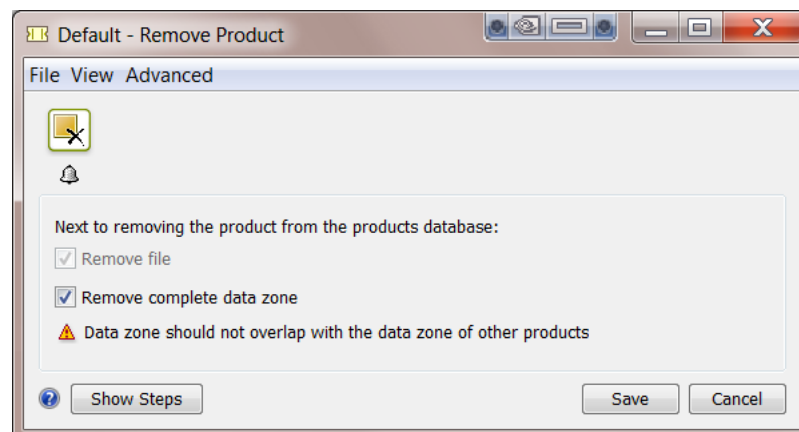 Default - Remove Product
File View Advanced
Next to removing the product from the products database:
Remove file
Remove complete data zone
Data zone should not overlap with the data zone of other products
Show Steps
Save
Cancel